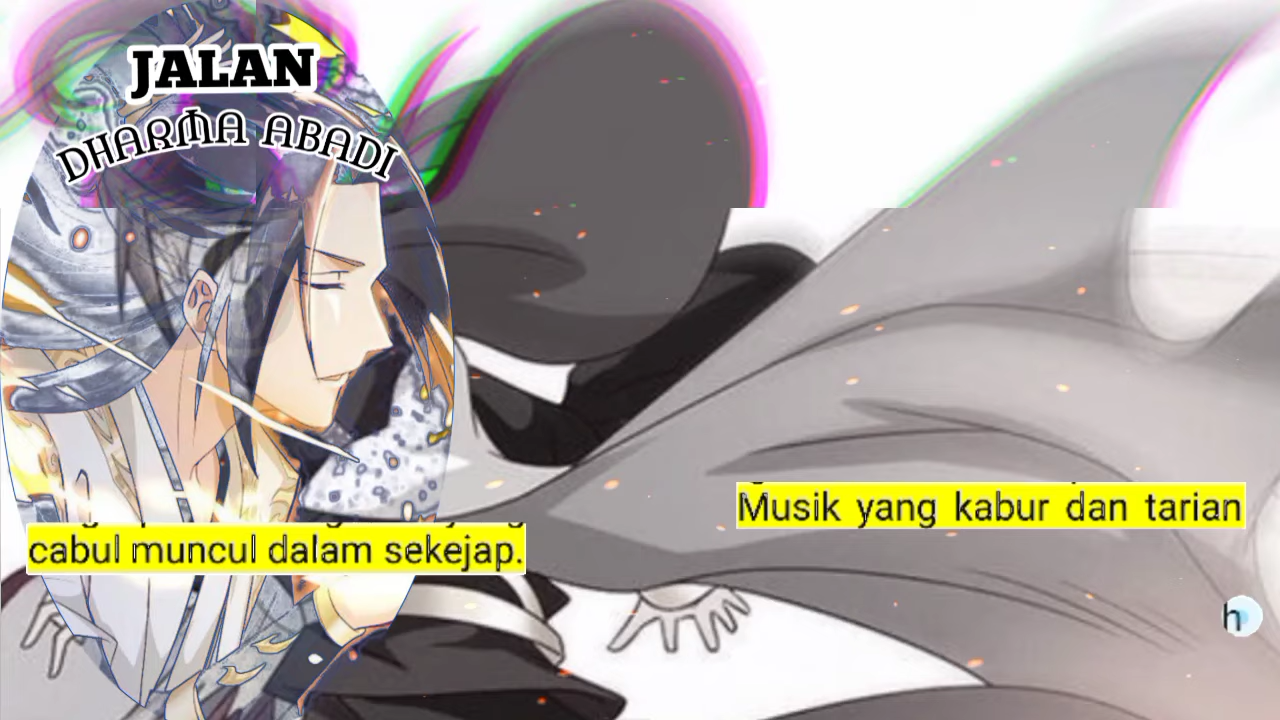 JALAN
DHARMA ABADI
Musik yang kabur dan tarian
cabul muncul dalam sekejap.
h